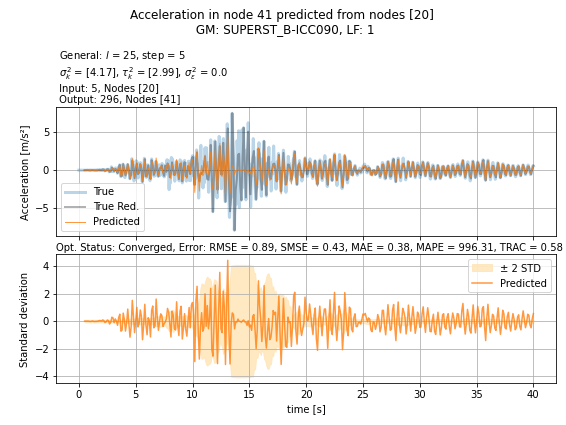 Acceleration in node 41 predicted from nodes [20]
GM: SUPERST_B-ICC090, LF: 1
General: l = 25, step = 5
σ²ₖ = [4.17], τ²ₖ = [2.99], σ²ε = 0.0
Input: 5, Nodes [20]
Output: 296, Nodes [41]
Acceleration [m/s²]
5
0
−5
True
True Red.
Predicted
Opt. Status: Converged, Error: RMSE = 0.89, SMSE = 0.43, MAE = 0.38, MAPE = 996.31, TRAC = 0.58
Standard deviation
4
2
0
−2
−4
± 2 STD
Predicted
0 5 10 15 20 25 30 35 40
time [s]